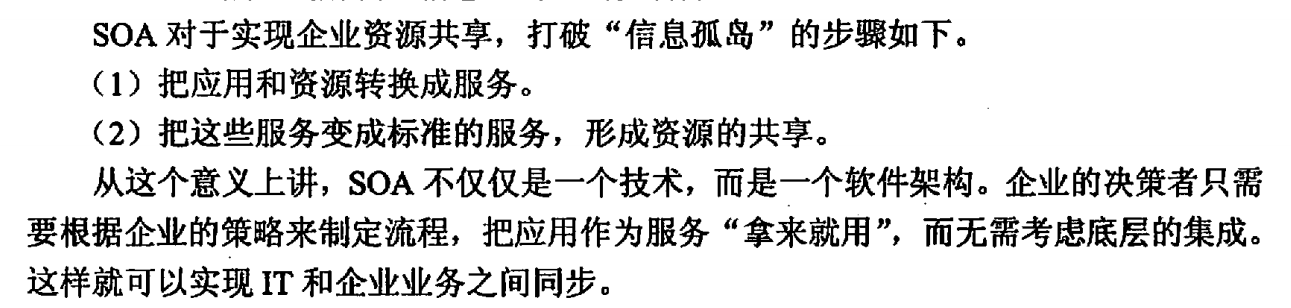 SOA 对于实现企业资源共享，打破“信息孤岛”的步骤如下。
（1）把应用和资源转换成服务。
（2）把这些服务变成标准的服务，形成资源的共享。
从这个意义上讲，SOA 不仅仅是一个技术，而是一个软件架构。企业的决策者只需
要根据企业的策略来制定流程，把应用作为服务“拿来就用”，而无需考虑底层的集成。
这样就可以实现 IT 和企业业务之间同步。